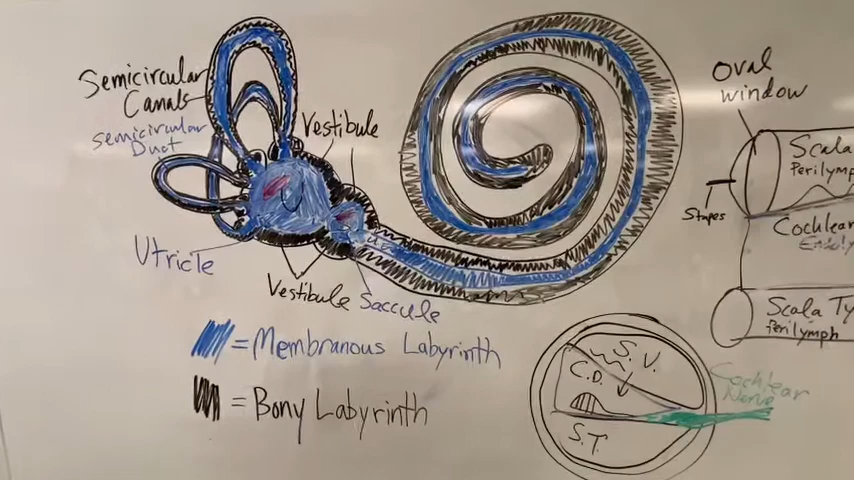 Semicircular
Canals
Semicircular
Duct
Vestibule
Utricle
Vestibule
Saccule
= Membranous Labyrinth
= Bony Labyrinth
Oval
window
Stapes
Scala
Perilymp
Cochlear
Scala Ty
Perilymph
S.V.
C.D.
S.T.
Cochlear
Nerve